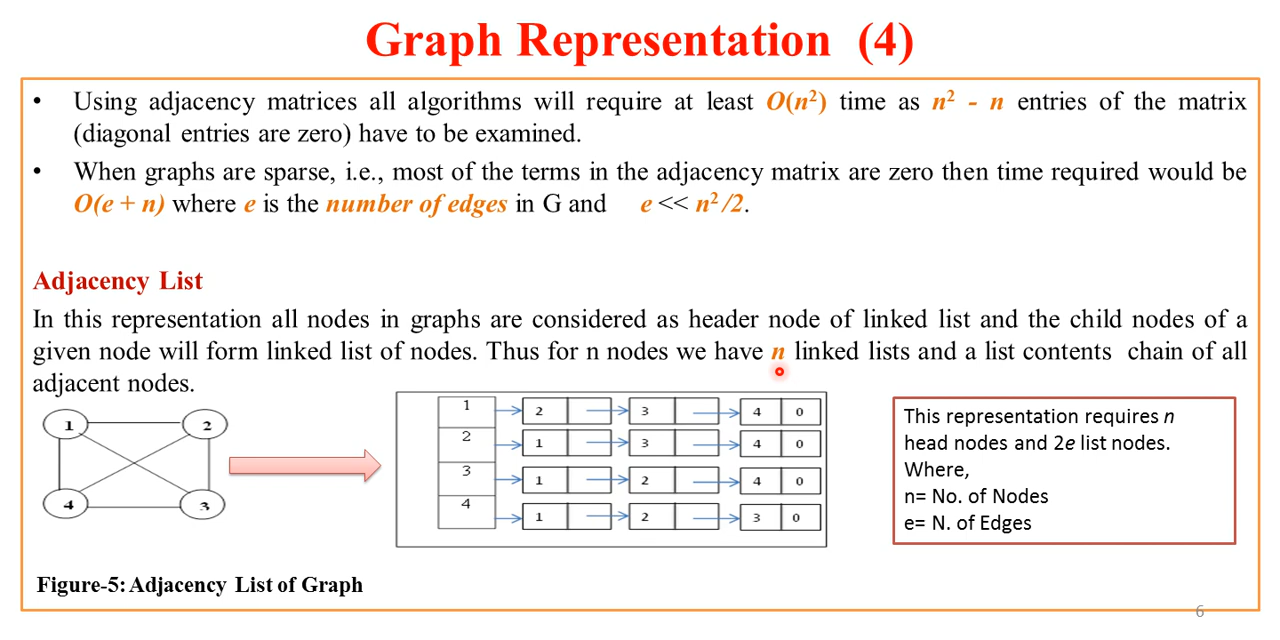 Graph Representation (4)
• Using adjacency matrices all algorithms will require at least O(n²) time as n² - n entries of the matrix
(diagonal entries are zero) have to be examined.
• When graphs are sparse, i.e., most of the terms in the adjacency matrix are zero then time required would be
O(e + n) where e is the number of edges in G and e << n²/2.
Adjacency List
In this representation all nodes in graphs are considered as header node of linked list and the child nodes of a
given node will form linked list of nodes. Thus for n nodes we have n linked lists and a list contents chain of all
adjacent nodes.
1 2
4 3
1 2 3 4 0
2 1 3 4 0
3 1 2 4 0
4 1 2 3 0
This representation requires n
head nodes and 2e list nodes.
Where,
n= No. of Nodes
e= N. of Edges
Figure-5: Adjacency List of Graph
6